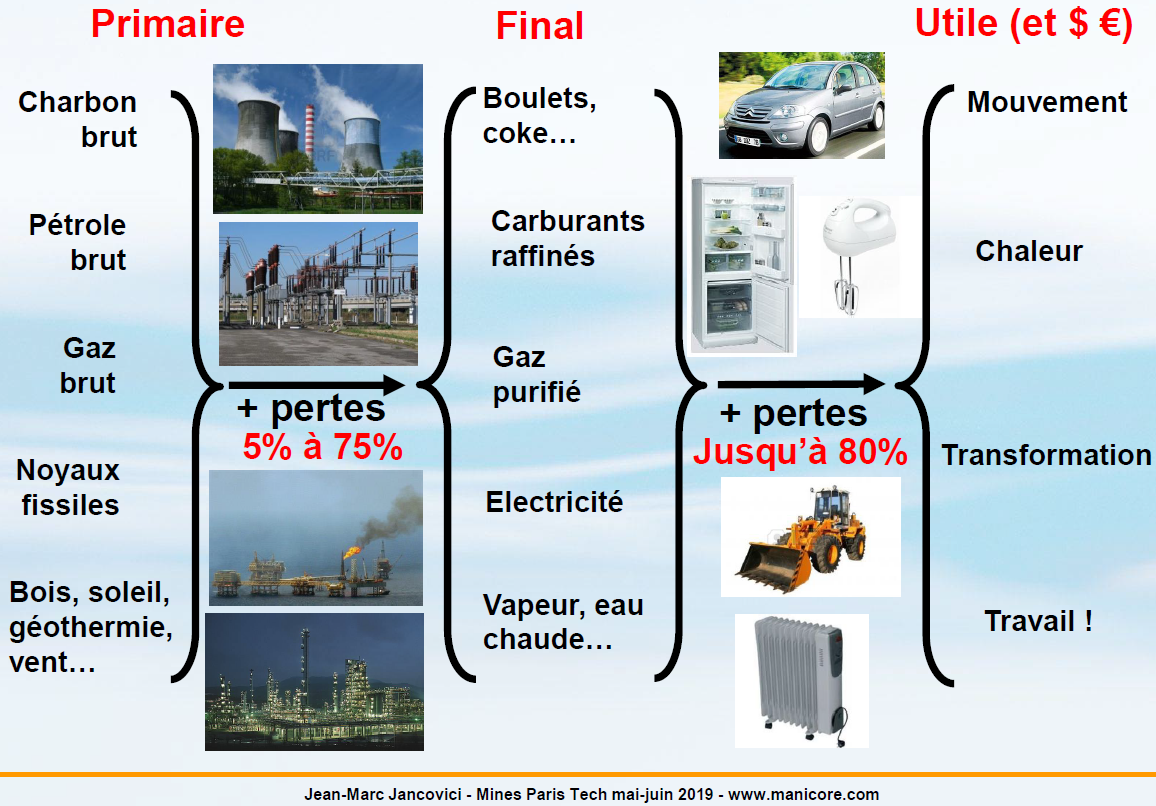 Primaire
Final
Utile (et $ €)
Charbon
brut
Pétrole
brut
Gaz
brut
Noyaux
fissiles
Bois, soleil,
géothermie,
vent…
+ pertes
5% à 75%
Boulets,
coke…
Carburants
raffinés
Gaz
purifié
Electricité
Vapeur, eau
chaude…
+ pertes
Jusqu’à 80%
Mouvement
Chaleur
Transformation
Travail !
Jean-Marc Jancovici - Mines Paris Tech mai-juin 2019 - www.manicore.com